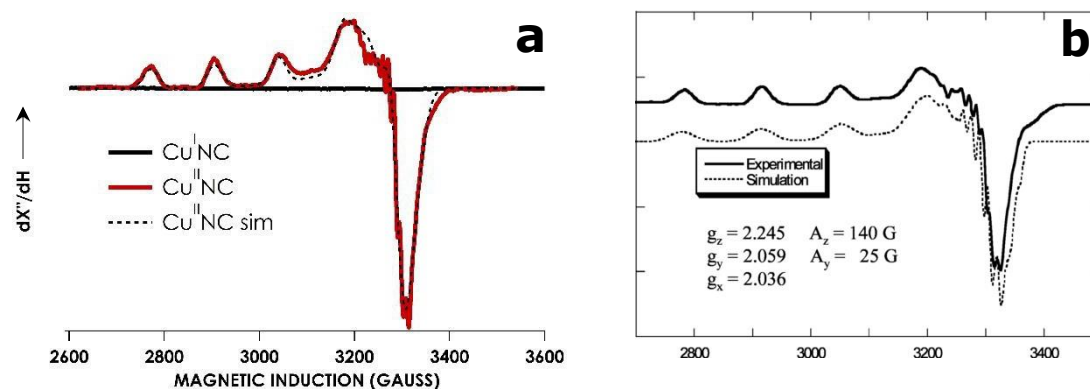 a
dX"/dH
Cu^I NC
Cu^II NC
Cu^II NC sim
2600 2800 3000 3200 3400 3600
MAGNETIC INDUCTION (GAUSS)
b
Experimental
Simulation
g_z = 2.245 A_z = 140 G
g_y = 2.059 A_y = 25 G
g_x = 2.036
2800 3000 3200 3400